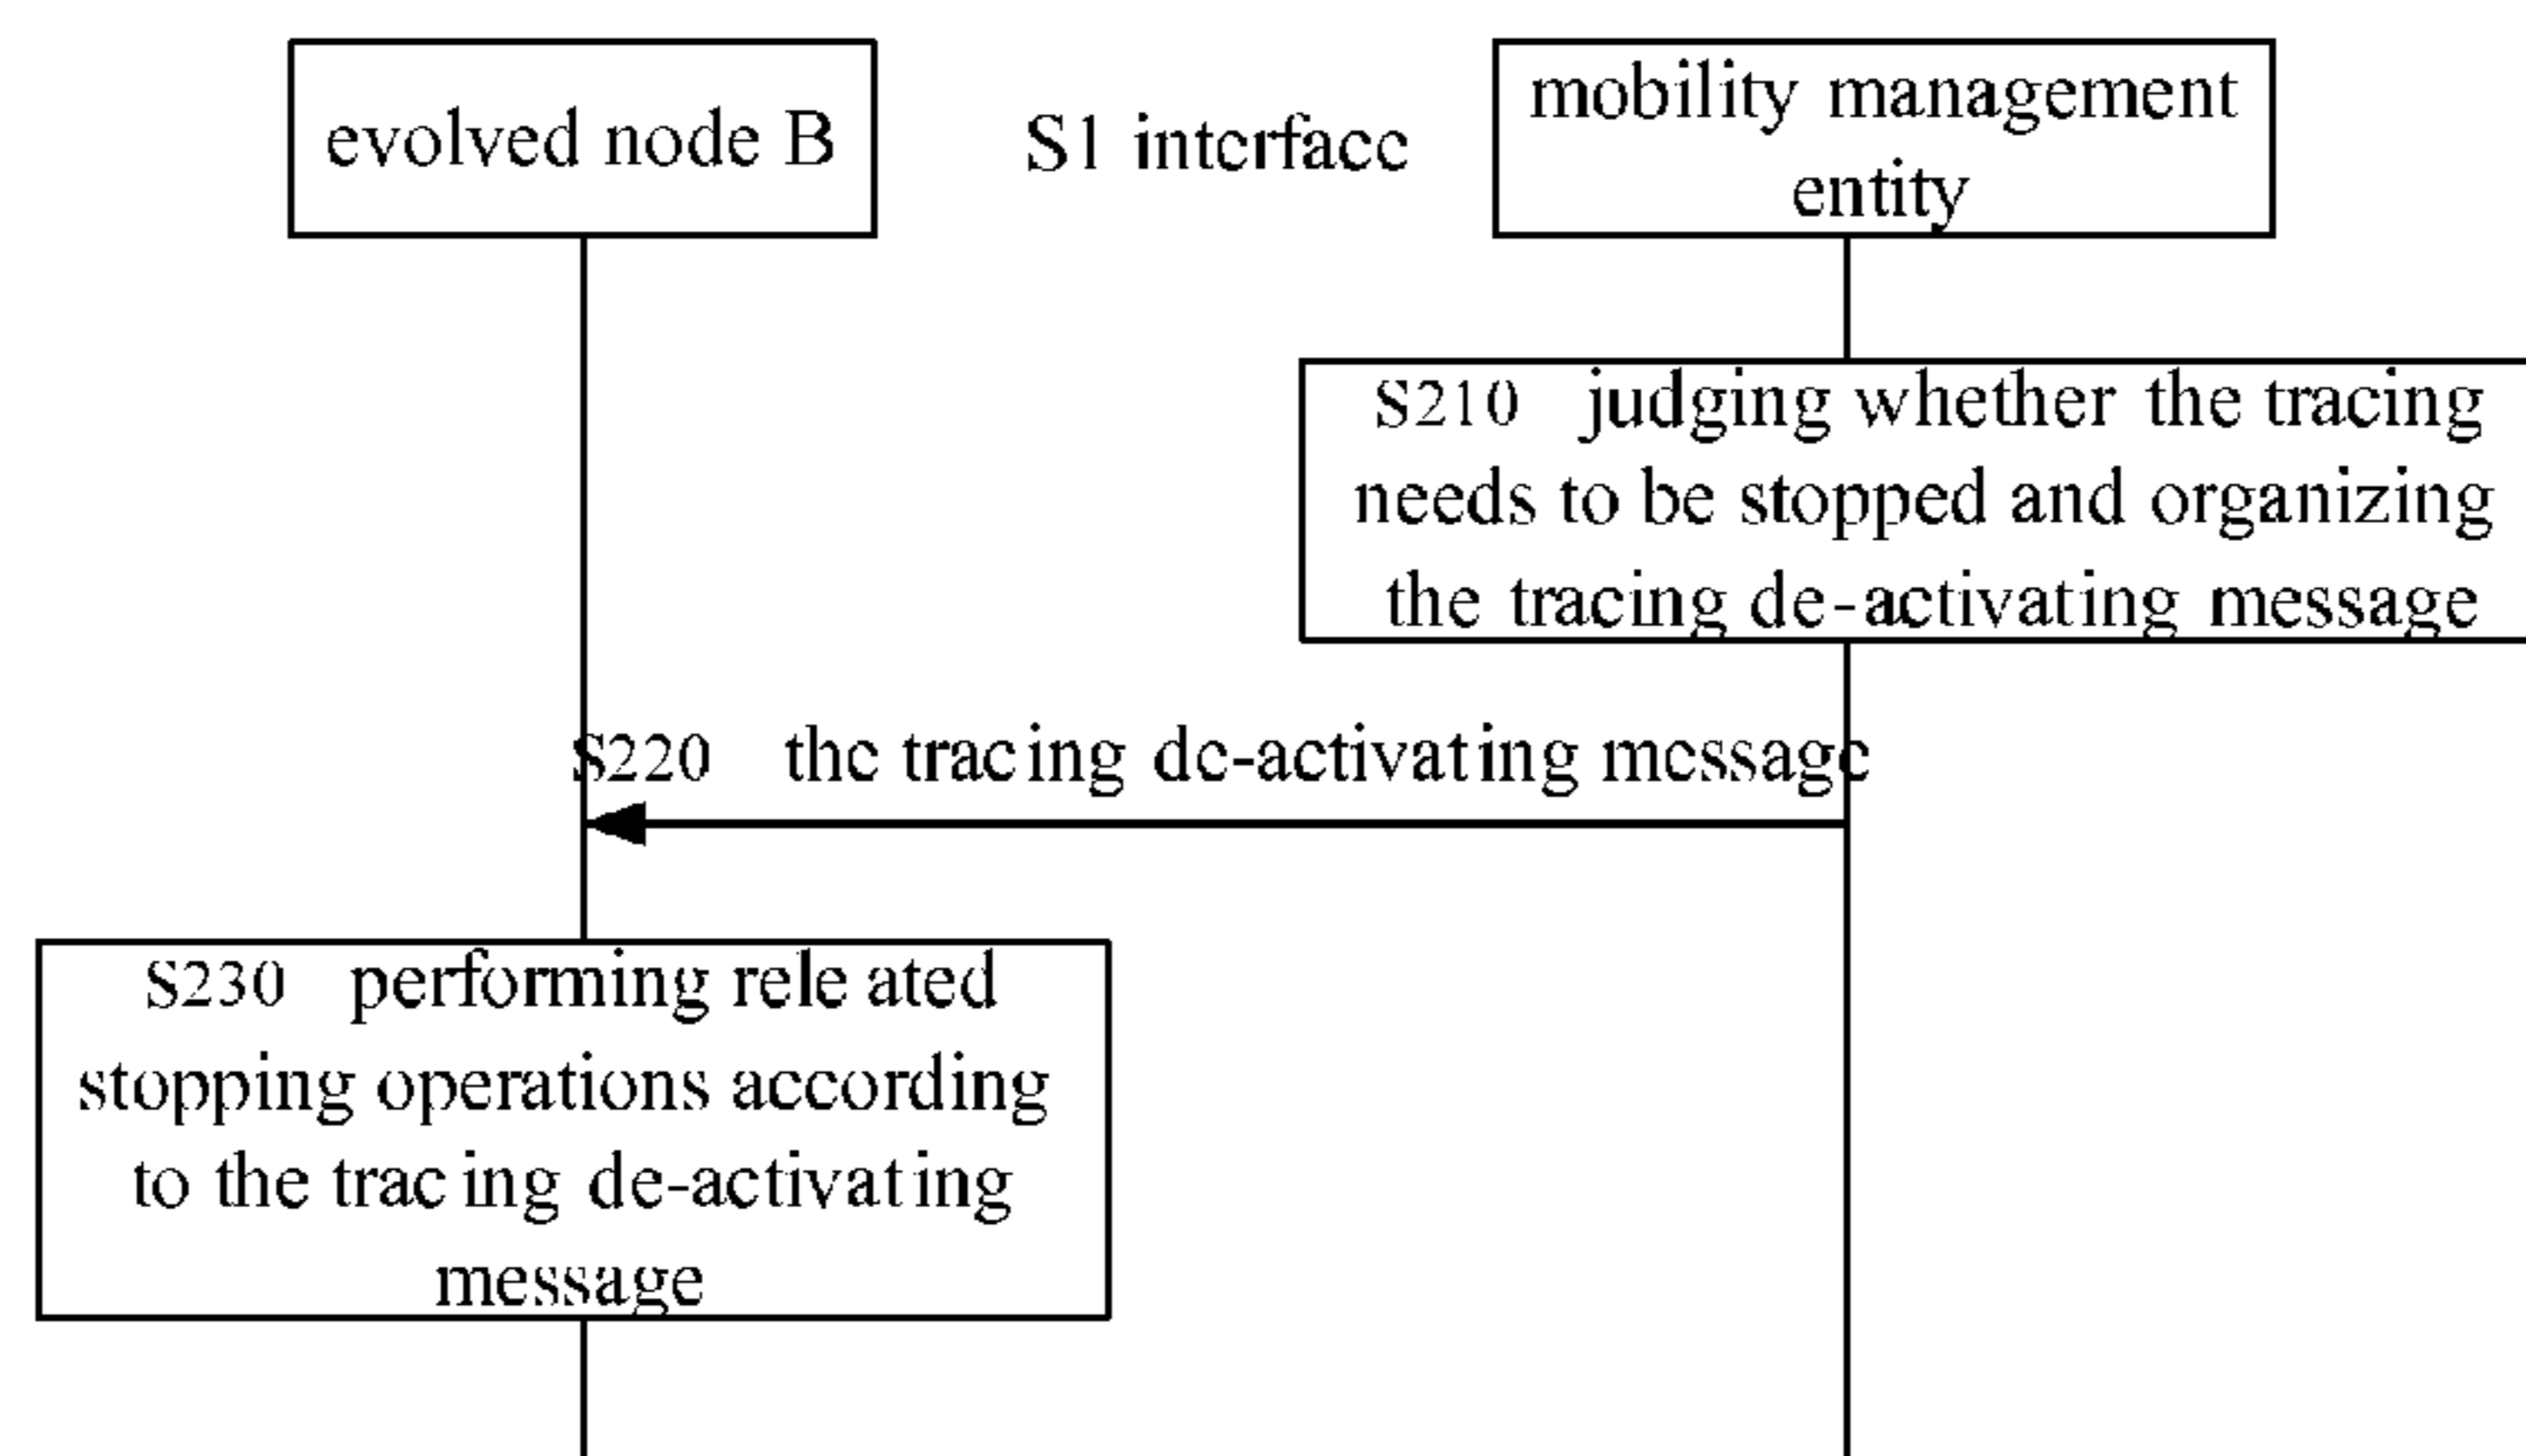 evolved node B
S1 interface
mobility management
entity
S210 judging whether the tracing
needs to be stopped and organizing
the tracing de-activating message
S220 the tracing de-activating message
S230 performing releated
stopping operations according
to the tracing de-activating
message